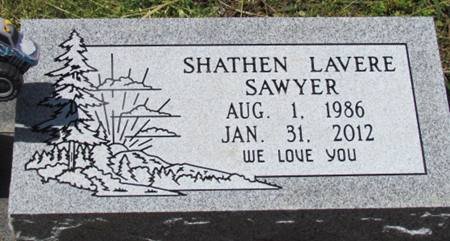 SHATHEN LAVERE
SAWYER
AUG. 1, 1986
JAN. 31, 2012
WE LOVE YOU